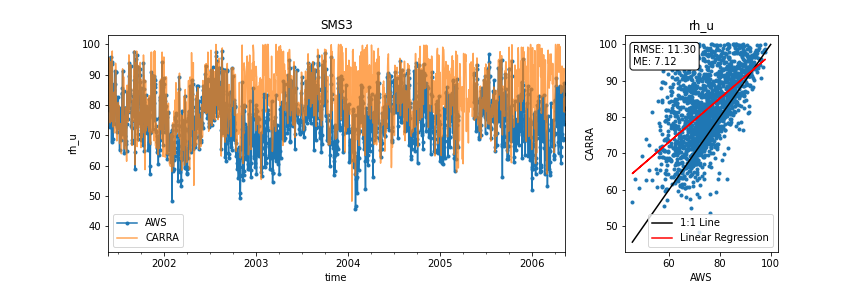 SMS3
rh_u
100
90
80
70
60
50
40
rh_u
AWS
CARRA
2002
2003
2004
2005
2006
time
rh_u
RMSE: 11.30
ME: 7.12
100
90
80
70
60
50
CARRA
1:1 Line
Linear Regression
60
80
100
AWS